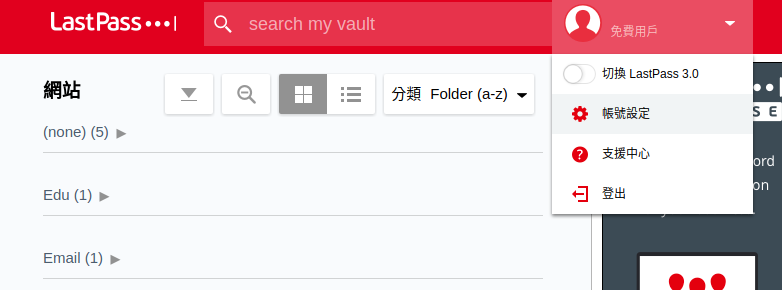 LastPass
search my vault
免費用戶
網站
分類 Folder (a-z)
切換 LastPass 3.0
帳號設定
支援中心
登出
(none) (5)
Edu (1)
Email (1)
S E
ord
on